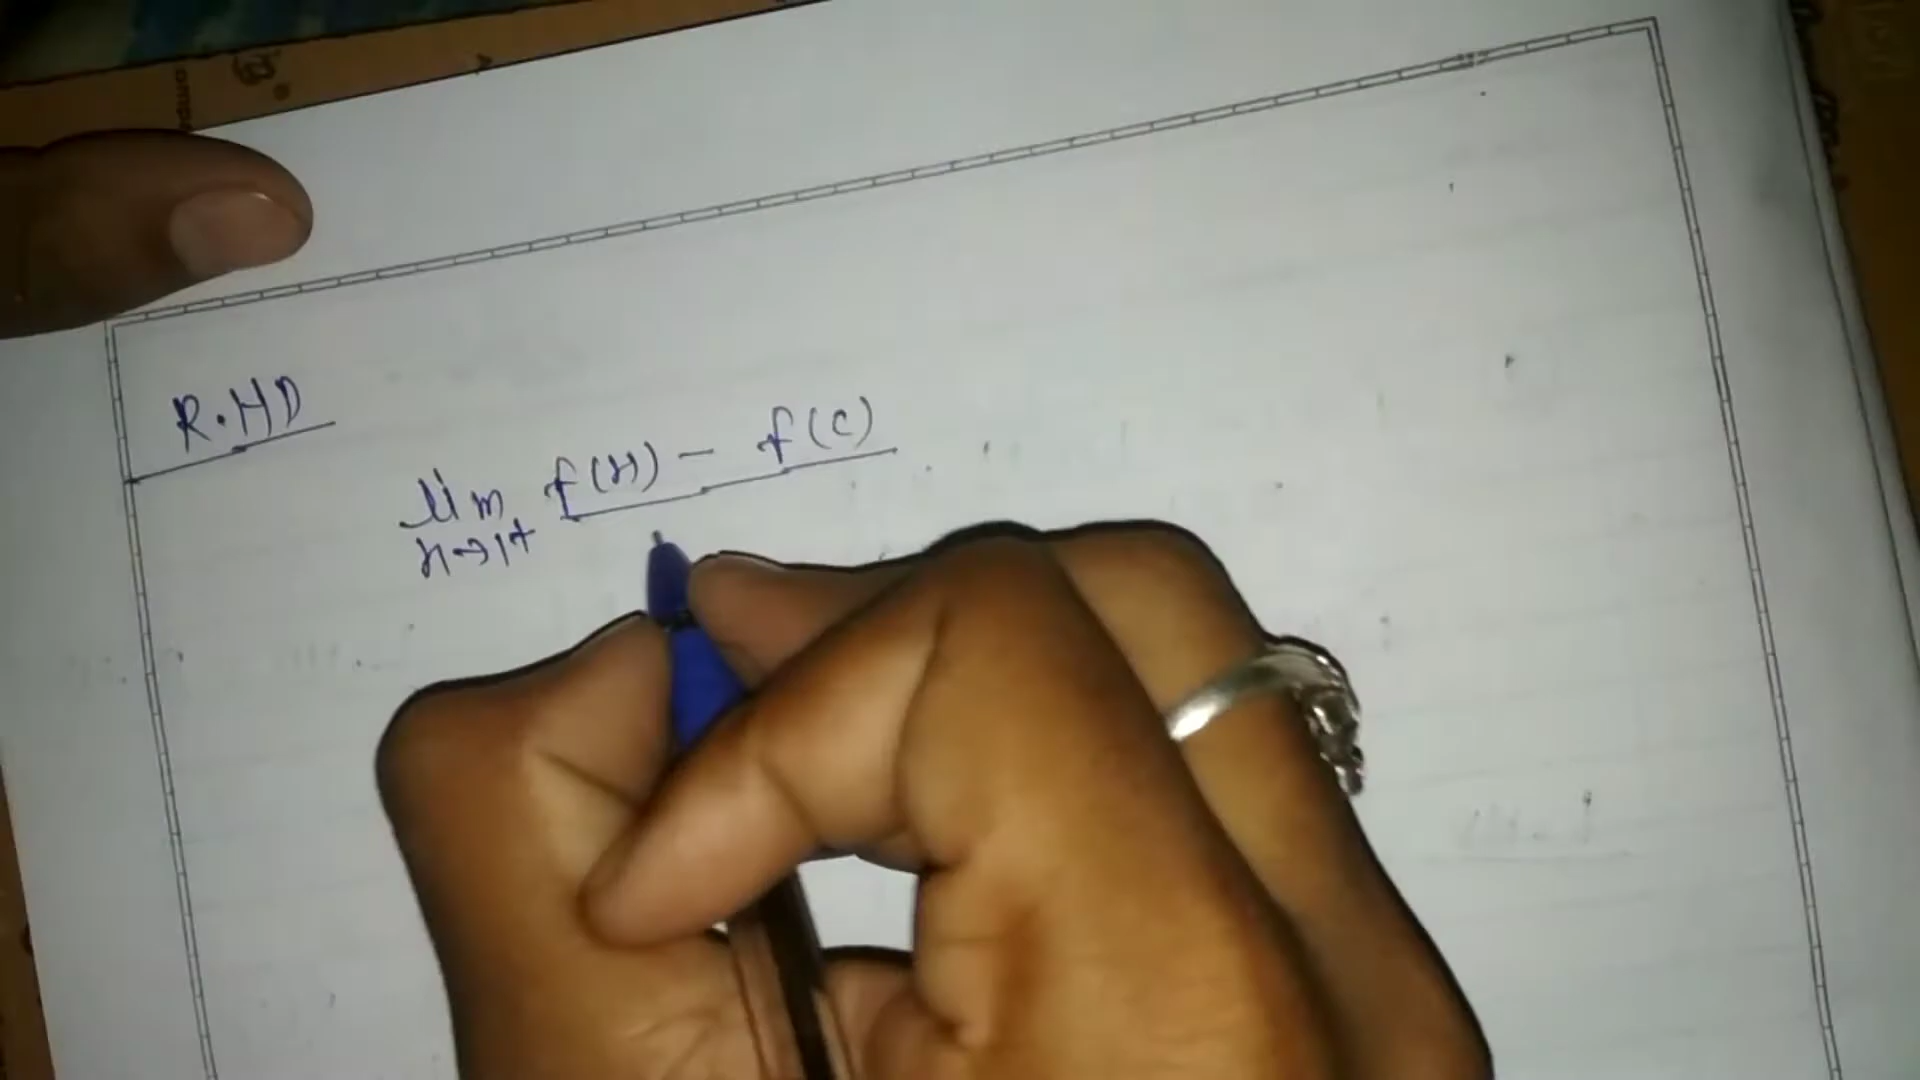 R.HD
lim f(x) - f(c)
x→1+